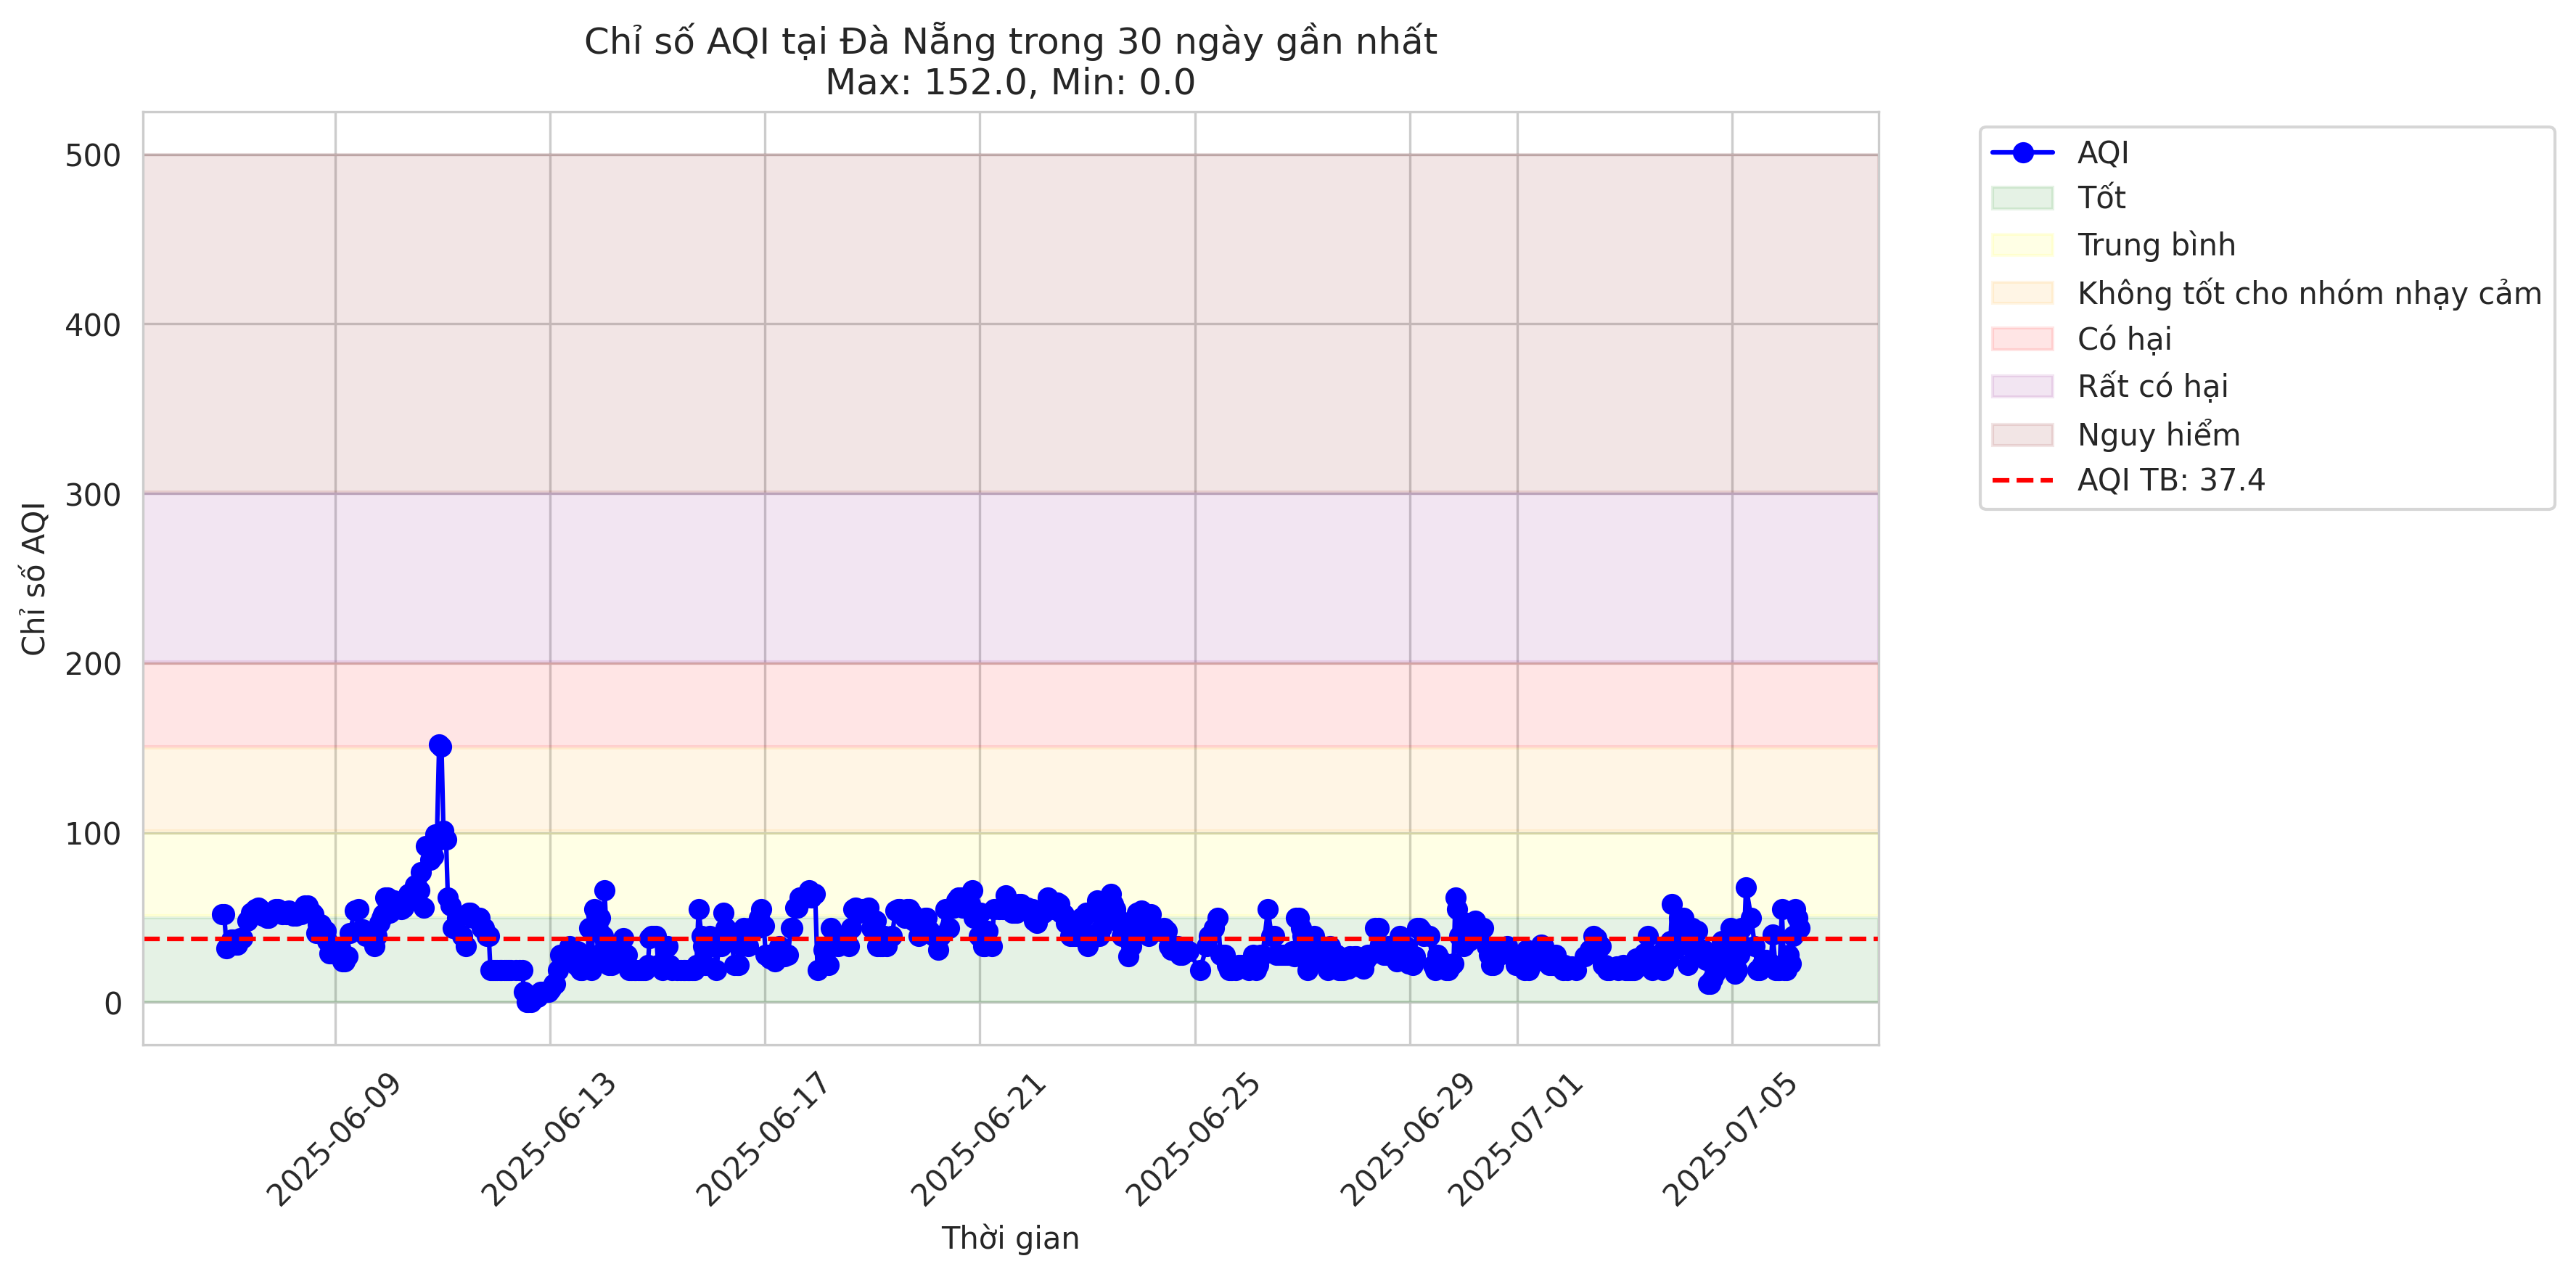 Chỉ số AQI tại Đà Nẵng trong 30 ngày gần nhất
Max: 152.0, Min: 0.0
Chỉ số AQI
500
400
300
200
100
0
2025-06-09
2025-06-13
2025-06-17
2025-06-21
2025-06-25
2025-06-29
2025-07-01
2025-07-05
Thời gian
AQI
Tốt
Trung bình
Không tốt cho nhóm nhạy cảm
Có hại
Rất có hại
Nguy hiểm
AQI TB: 37.4